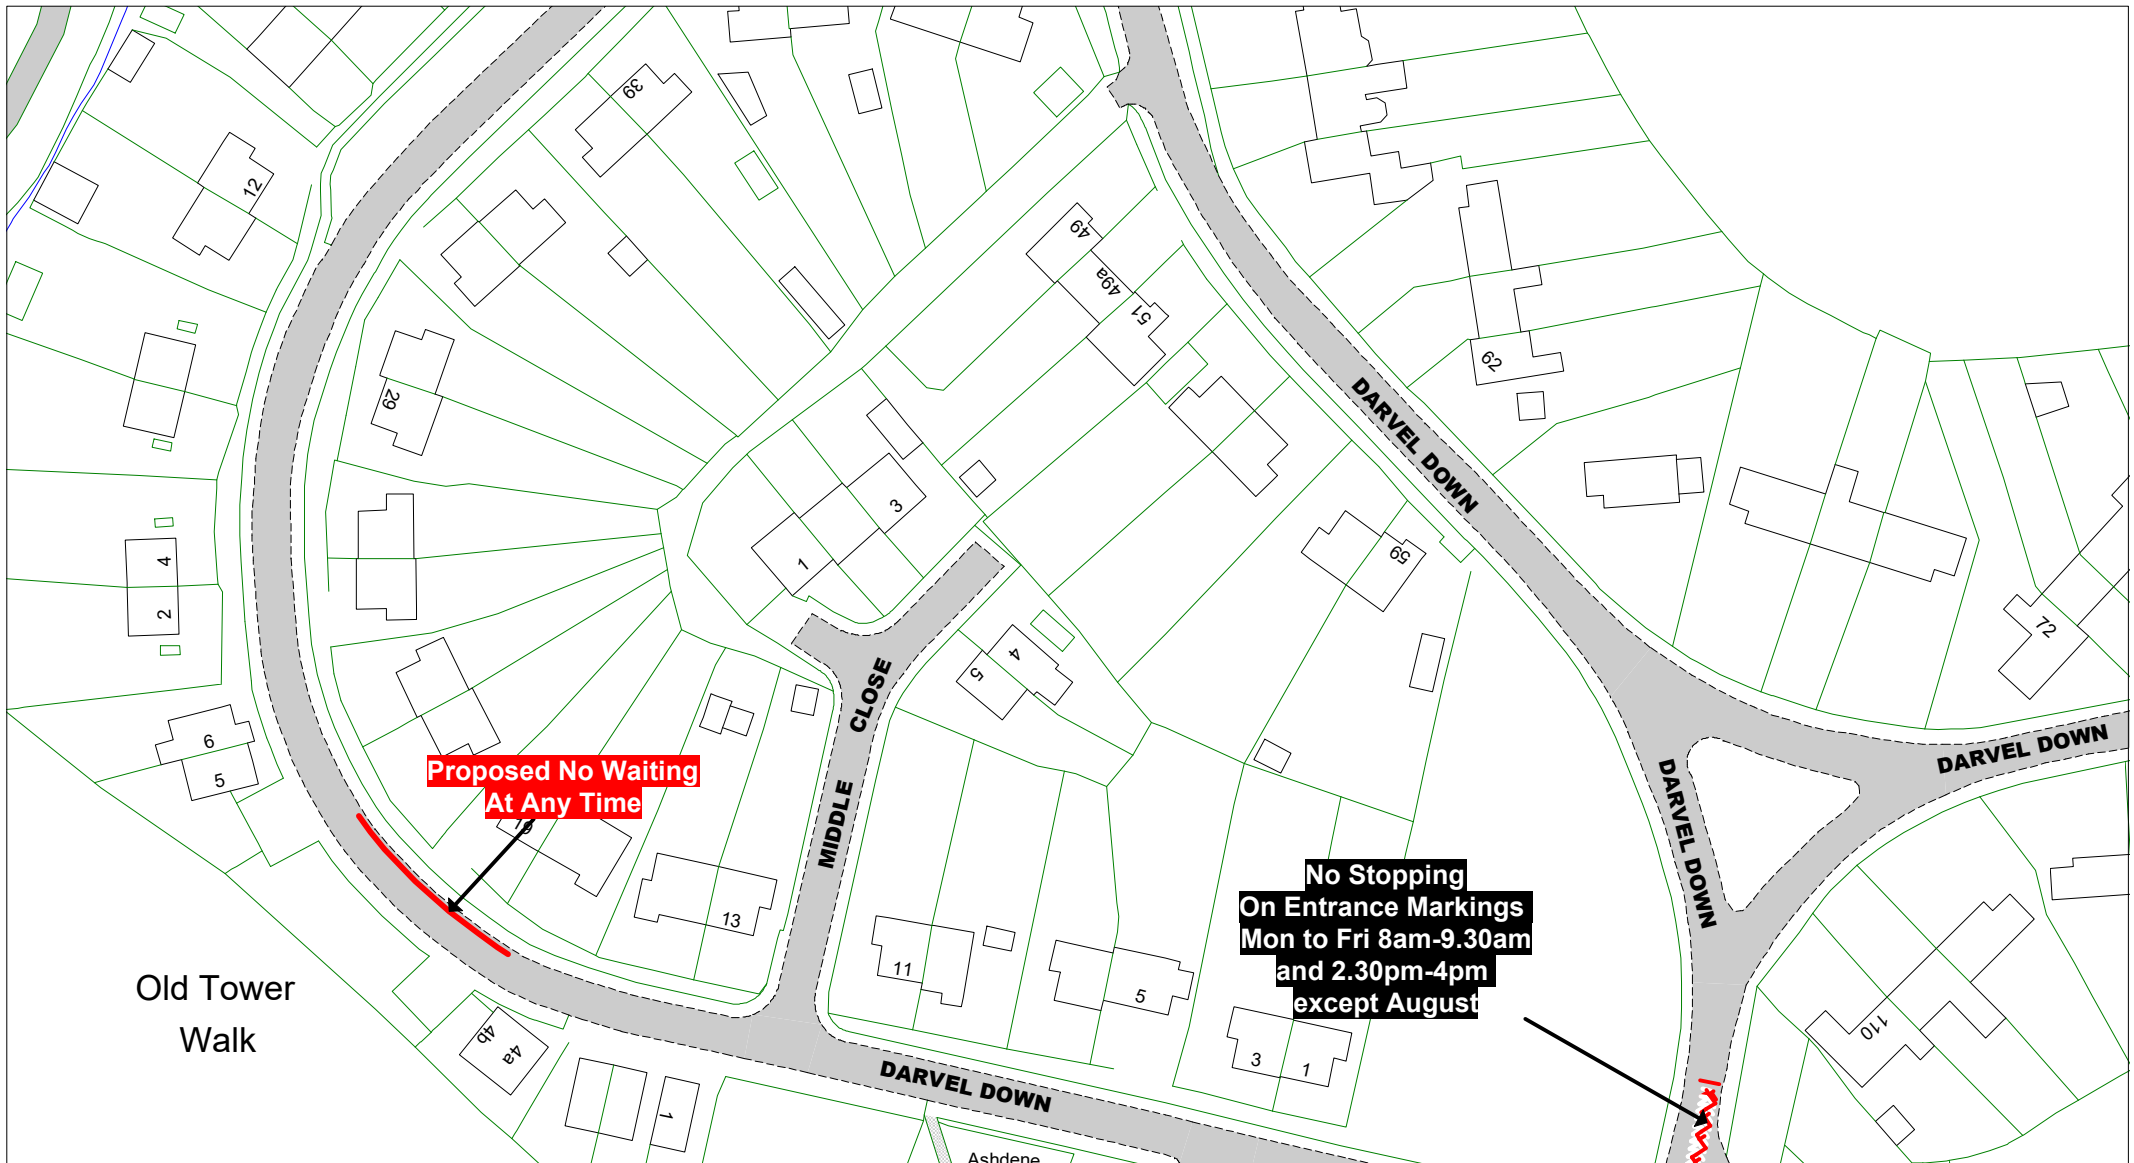 39
12
49
49a
51
62
DARVEL DOWN
29
3
1
59
4
2
72
4
5
MIDDLE CLOSE
6
5
DARVEL DOWN
DARVEL DOWN
Proposed No Waiting
At Any Time
19
13
No Stopping
On Entrance Markings
Mon to Fri 8am-9.30am
and 2.30pm-4pm
except August
11
5
Old Tower
Walk
4b
4a
110
3
1
1
DARVEL DOWN
Ashdene